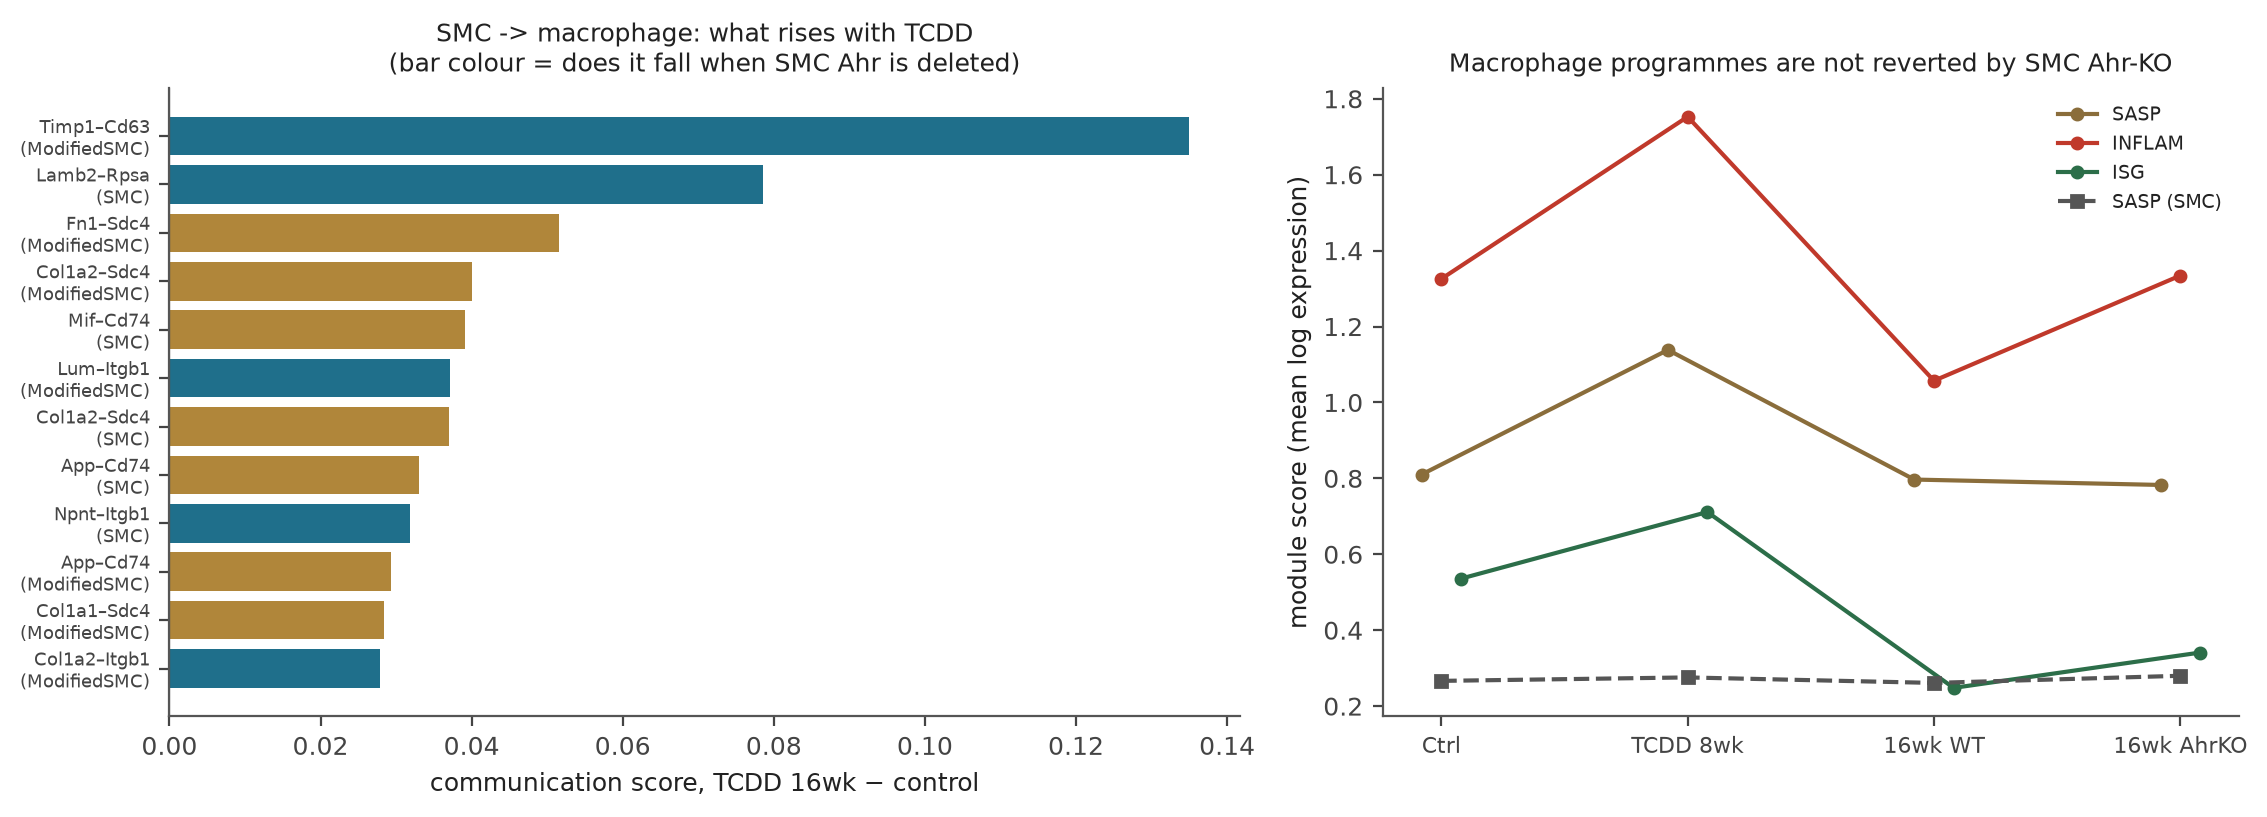 SMC -> macrophage: what rises with TCDD
(bar colour = does it fall when SMC Ahr is deleted)
Timp1–Cd63
(ModifiedSMC)
Lamb2–Rpsa
(SMC)
Fn1–Sdc4
(ModifiedSMC)
Col1a2–Sdc4
(ModifiedSMC)
Mif–Cd74
(SMC)
Lum–Itgb1
(ModifiedSMC)
Col1a2–Sdc4
(SMC)
App–Cd74
(SMC)
Npnt–Itgb1
(SMC)
App–Cd74
(ModifiedSMC)
Col1a1–Sdc4
(ModifiedSMC)
Col1a2–Itgb1
(ModifiedSMC)
0.00 0.02 0.04 0.06 0.08 0.10 0.12 0.14
communication score, TCDD 16wk − control
Macrophage programmes are not reverted by SMC Ahr-KO
module score (mean log expression)
1.8
1.6
1.4
1.2
1.0
0.8
0.6
0.4
0.2
SASP
INFLAM
ISG
SASP (SMC)
Ctrl TCDD 8wk 16wk WT 16wk AhrKO